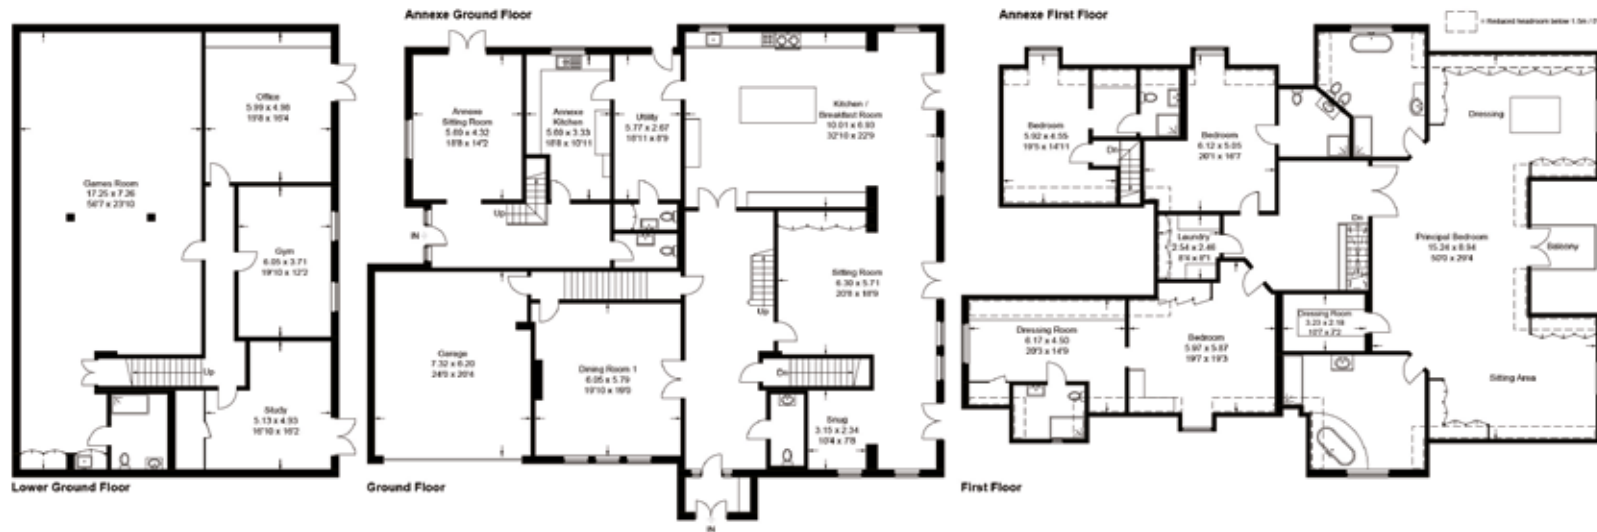 Annexe Ground Floor
Annexe First Floor
= Reduced headroom below 1.5m / 5'
Office
5.99 x 4.98
19'8 x 16'4
Games Room
17.25 x 7.26
56'7 x 23'10
Gym
6.05 x 3.71
19'10 x 12'2
Up
Study
5.13 x 4.93
16'10 x 16'2
Lower Ground Floor
Annexe
Sitting Room
5.69 x 4.32
18'8 x 14'2
Annexe
Kitchen
5.69 x 3.33
18'8 x 10'11
Utility
5.77 x 2.67
18'11 x 8'9
Kitchen /
Breakfast Room
10.01 x 6.93
32'10 x 22'9
Up
IN
Sitting Room
6.30 x 5.71
20'8 x 18'9
Up
Garage
7.32 x 6.20
24'0 x 20'4
Dining Room 1
6.05 x 5.79
19'10 x 19'0
Dn
Snug
3.15 x 2.34
10'4 x 7'8
IN
Ground Floor
Bedroom
5.92 x 4.55
19'5 x 14'11
Dn
Bedroom
6.12 x 5.05
20'1 x 16'7
Dressing
Laundry
2.54 x 2.46
8'4 x 8'1
Dn
Principal Bedroom
15.24 x 8.94
50'0 x 29'4
Balcony
Dressing Room
6.17 x 4.50
20'3 x 14'9
Bedroom
5.97 x 5.87
19'7 x 19'3
Dressing Room
3.23 x 2.18
10'7 x 7'2
Sitting Area
First Floor